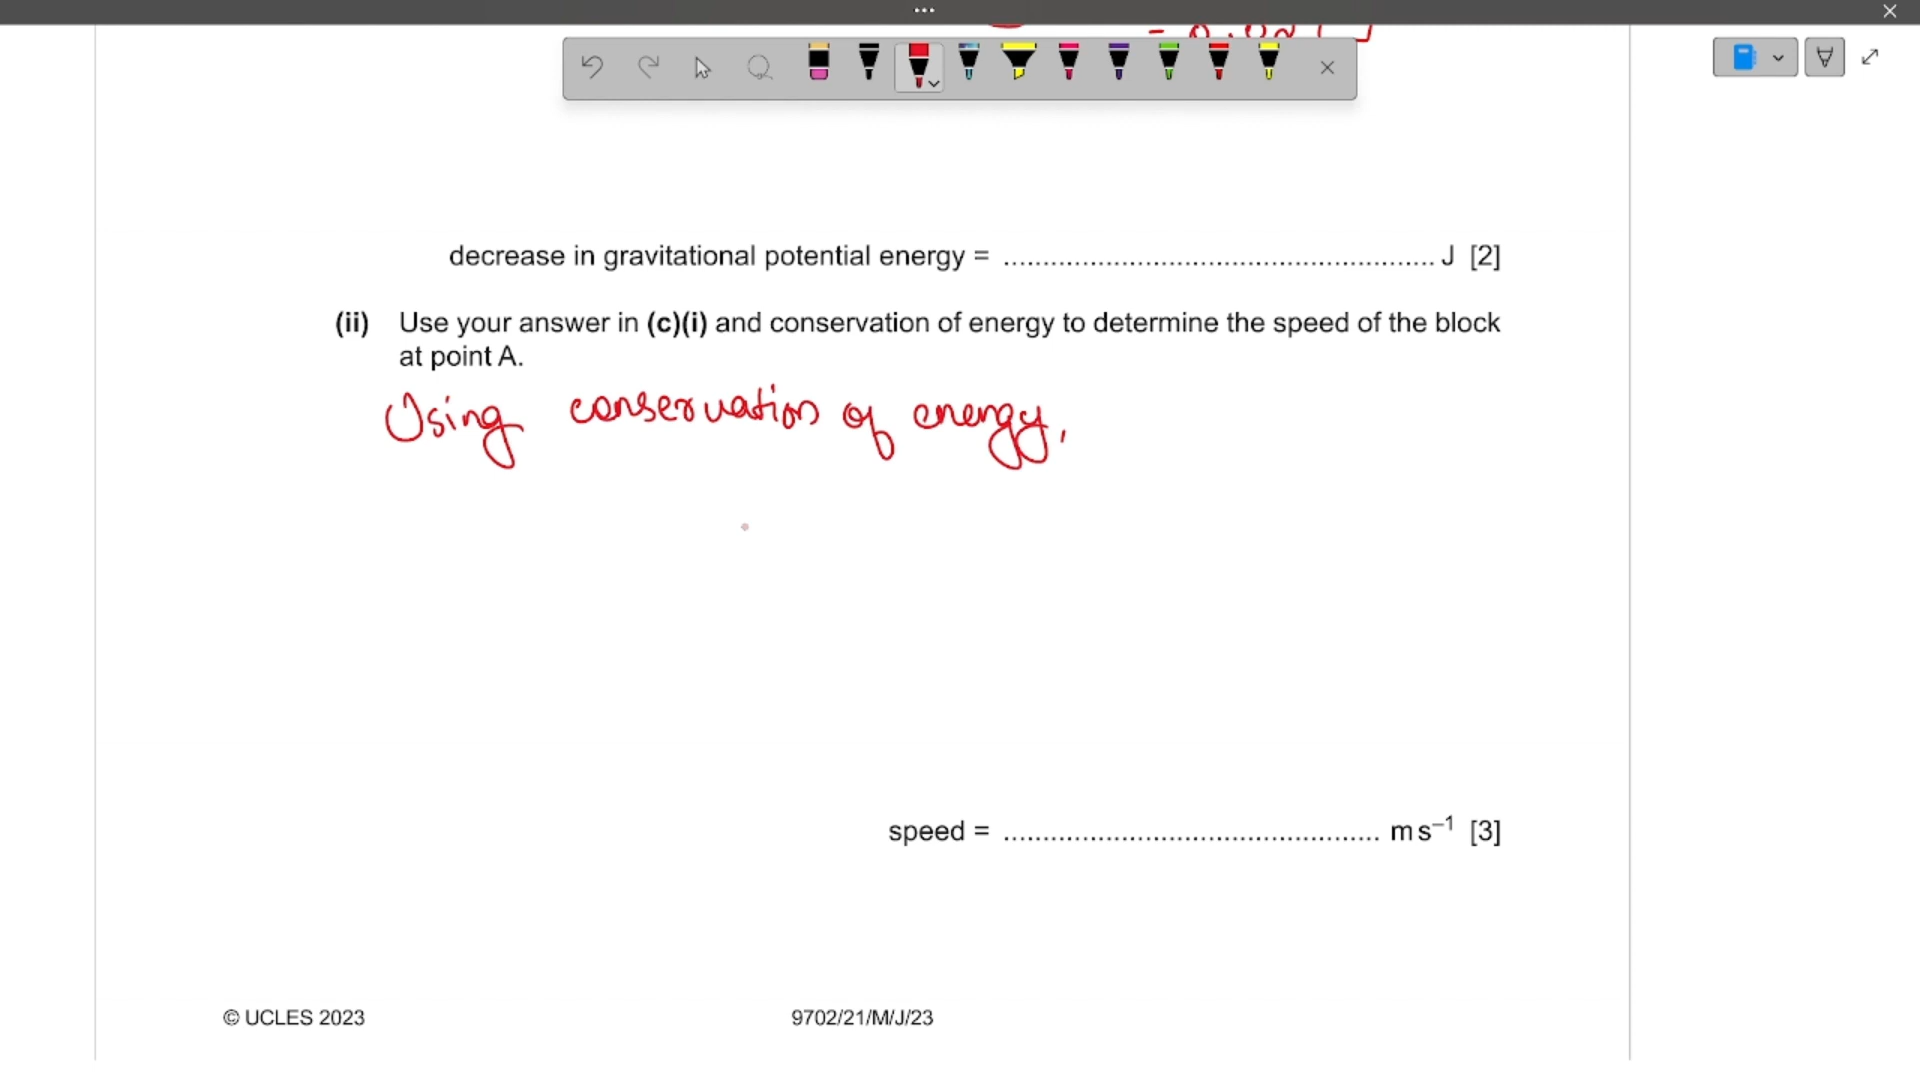 decrease in gravitational potential energy = ...................................................... J [2]
(ii) Use your answer in (c)(i) and conservation of energy to determine the speed of the block
at point A.
Using conservation of energy,
speed = ............................................... m s⁻¹ [3]
© UCLES 2023
9702/21/M/J/23